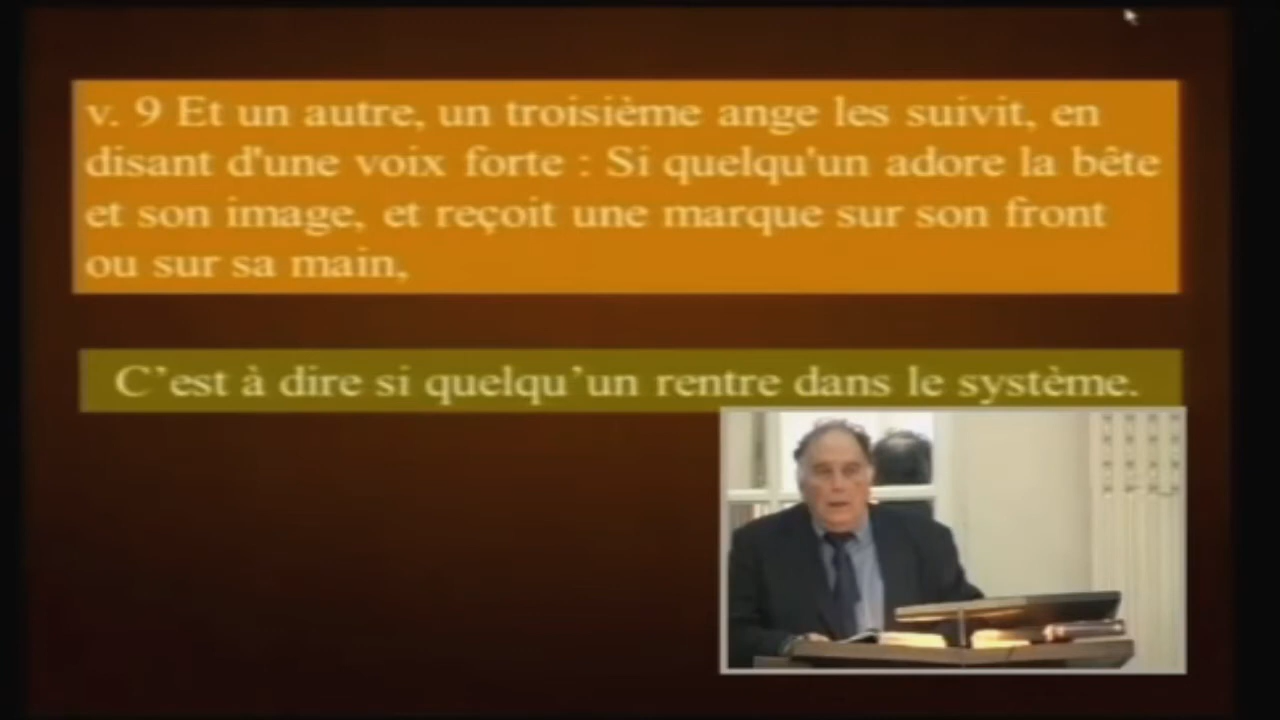 v. 9 Et un autre, un troisième ange les suivit, en
disant d'une voix forte : Si quelqu'un adore la bête
et son image, et reçoit une marque sur son front
ou sur sa main,
C’est à dire si quelqu’un rentre dans le système.